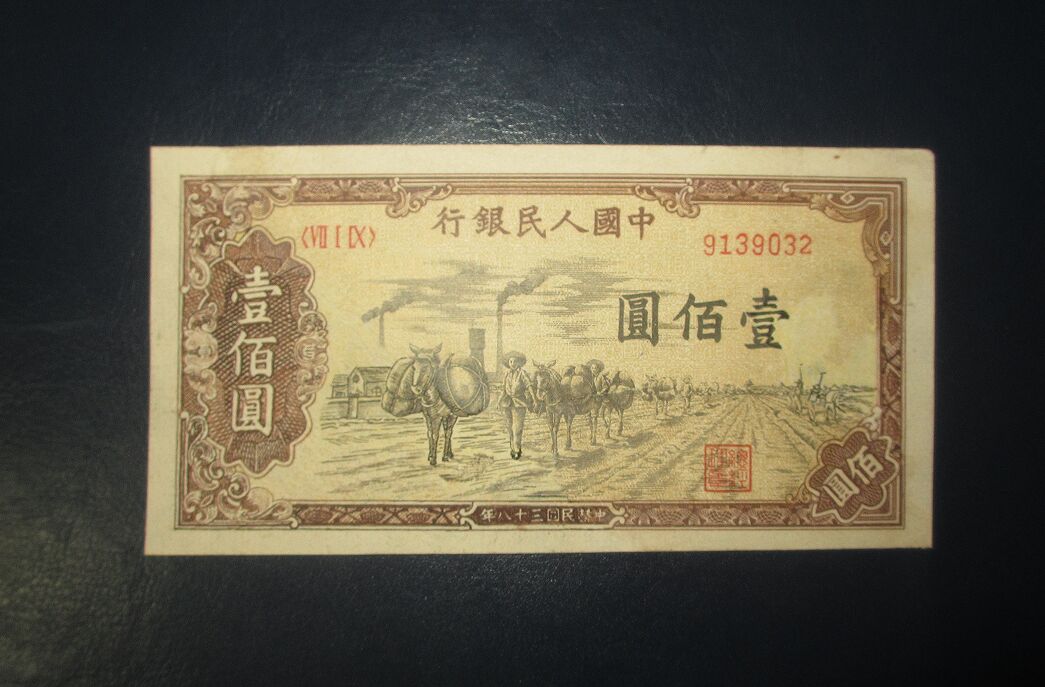 中國人民銀行
〈Ⅶ Ⅰ Ⅸ〉
9139032
壹佰圓
壹佰圓
佰圓
中華民國三十八年